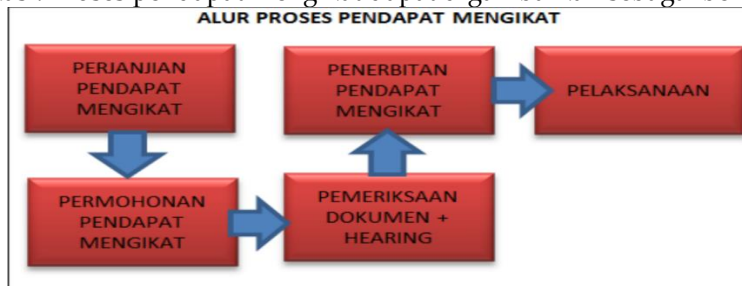 ALUR PROSES PENDAPAT MENGIKAT
PERJANJIAN
PENDAPAT
MENGIKAT
PERMOHONAN
PENDAPAT
MENGIKAT
PEMERIKSAAN
DOKUMEN +
HEARING
PENERBITAN
PENDAPAT
MENGIKAT
PELAKSANAAN